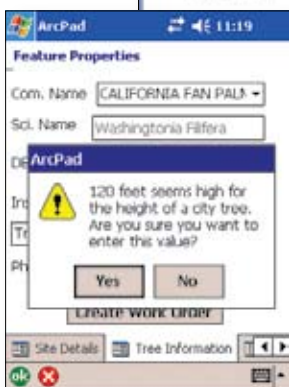 ArcPad 11:19
Feature Properties
Com. Name CALIFORNIA FAN PALM
Sci. Name Washingtonia Filifera
ArcPad
120 feet seems high for
the height of a city tree.
Are you sure you want to
enter this value?
Yes No
Create Work Order
Site Details Tree Information
ok